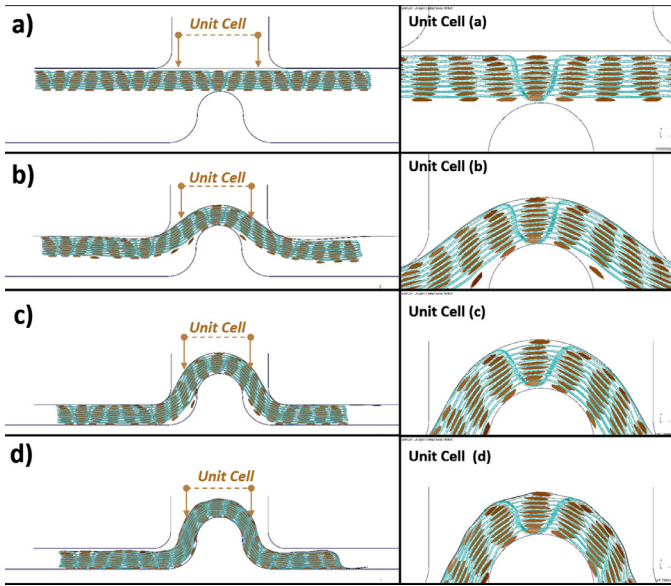 a)
Unit Cell
Unit Cell (a)
b)
Unit Cell
Unit Cell (b)
c)
Unit Cell
Unit Cell (c)
d)
Unit Cell
Unit Cell (d)